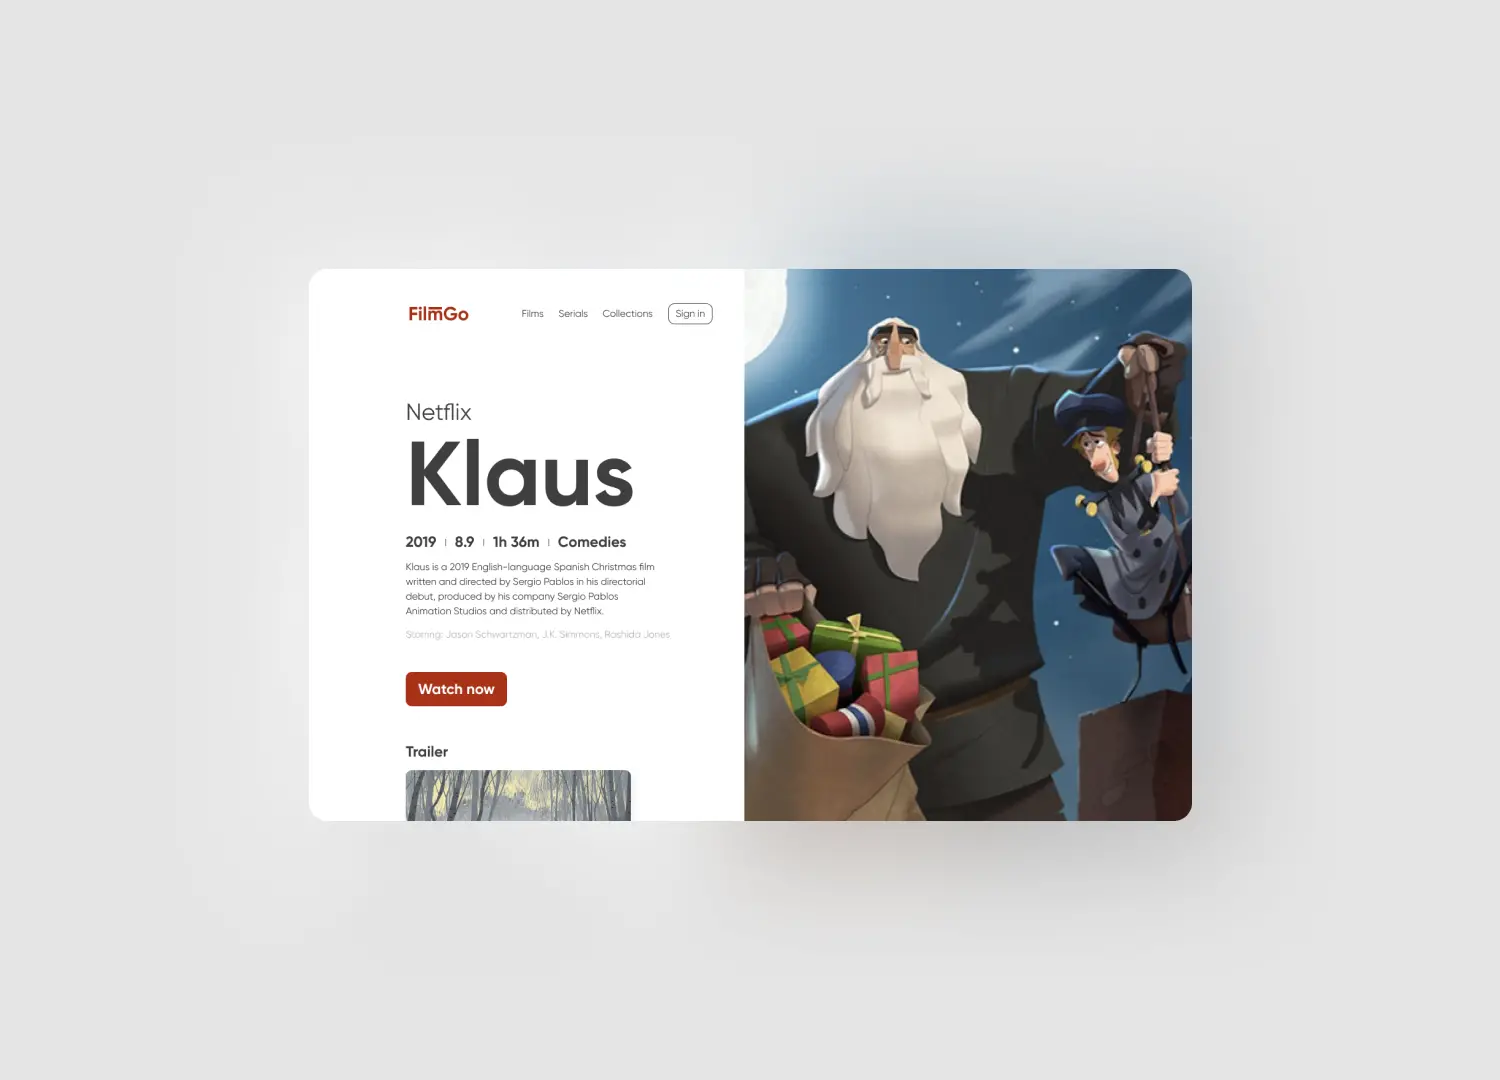 FilmGo
Films Serials Collections Sign in
Netflix
Klaus
2019 | 8.9 | 1h 36m | Comedies
Klaus is a 2019 English-language Spanish Christmas film
written and directed by Sergio Pablos in his directorial
debut, produced by his company Sergio Pablos
Animation Studios and distributed by Netflix.
Starring: Jason Schwartzman, J.K. Simmons, Rashida Jones
Watch now
Trailer